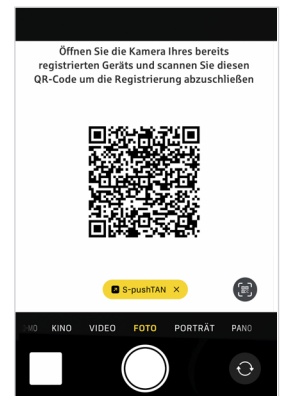 Öffnen Sie die Kamera Ihres bereits
registrierten Geräts und scannen Sie diesen
QR-Code um die Registrierung abzuschließen
S-pushTAN ×
KINO VIDEO FOTO PORTRÄT PANO